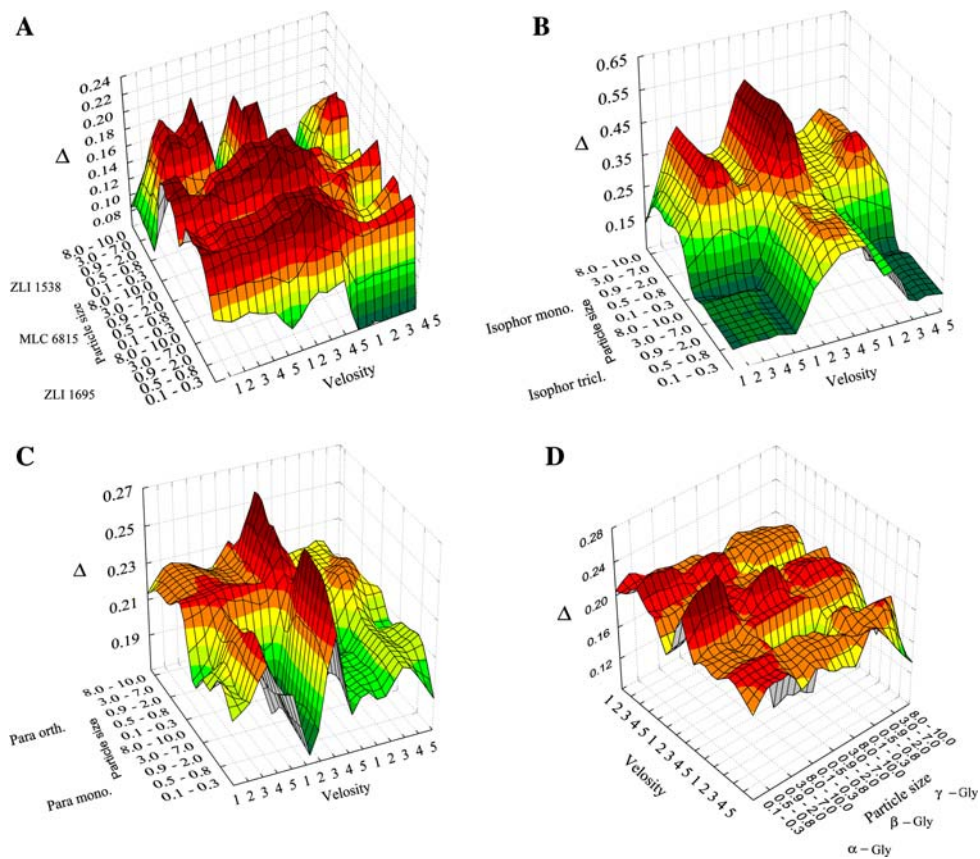 A
0.24
0.22
0.20
0.18
0.16
Δ
0.14
0.12
0.10
0.08
8.0 - 10.0
3.0 - 7.0
0.9 - 2.0
0.5 - 0.8
0.1 - 0.3
8.0 - 10.0
3.0 - 7.0
0.9 - 2.0
0.5 - 0.8
0.1 - 0.3
8.0 - 10.0
3.0 - 7.0
0.9 - 2.0
0.5 - 0.8
0.1 - 0.3
ZLI 1538
MLC 6815
ZLI 1695
Particle size
1 2 3 4 5 1 2 3 4 5 1 2 3 4 5
Velosity
B
0.65
0.55
0.45
Δ
0.35
0.25
0.15
8.0 - 10.0
3.0 - 7.0
0.9 - 2.0
0.5 - 0.8
0.1 - 0.3
8.0 - 10.0
3.0 - 7.0
0.9 - 2.0
0.5 - 0.8
0.1 - 0.3
Isophor mono.
Isophor tricl.
Particle size
1 2 3 4 5 1 2 3 4 5
Velosity
C
0.27
0.25
0.23
Δ
0.21
0.19
8.0 - 10.0
3.0 - 7.0
0.9 - 2.0
0.5 - 0.8
0.1 - 0.3
8.0 - 10.0
3.0 - 7.0
0.9 - 2.0
0.5 - 0.8
0.1 - 0.3
Para orth.
Para mono.
Particle size
1 2 3 4 5 1 2 3 4 5
Velosity
D
0.28
0.24
0.20
Δ
0.16
0.12
1 2 3 4 5 1 2 3 4 5 1 2 3 4 5
Velosity
8.0 - 10.0
0.1 - 0.3
Particle size
γ – Gly
β – Gly
α – Gly